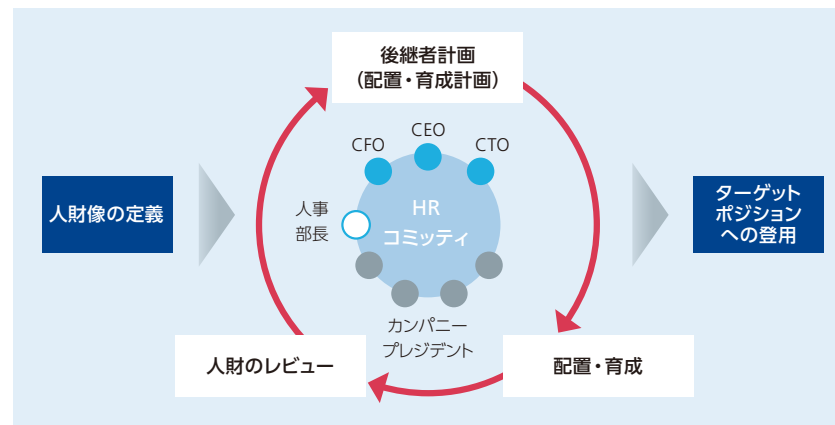 後継者計画
（配置・育成計画）
CEO
CFO
CTO
人財像の定義
人事
部長
HR
コミッティ
ターゲット
ポジション
への登用
カンパニー
プレジデント
人財のレビュー
配置・育成